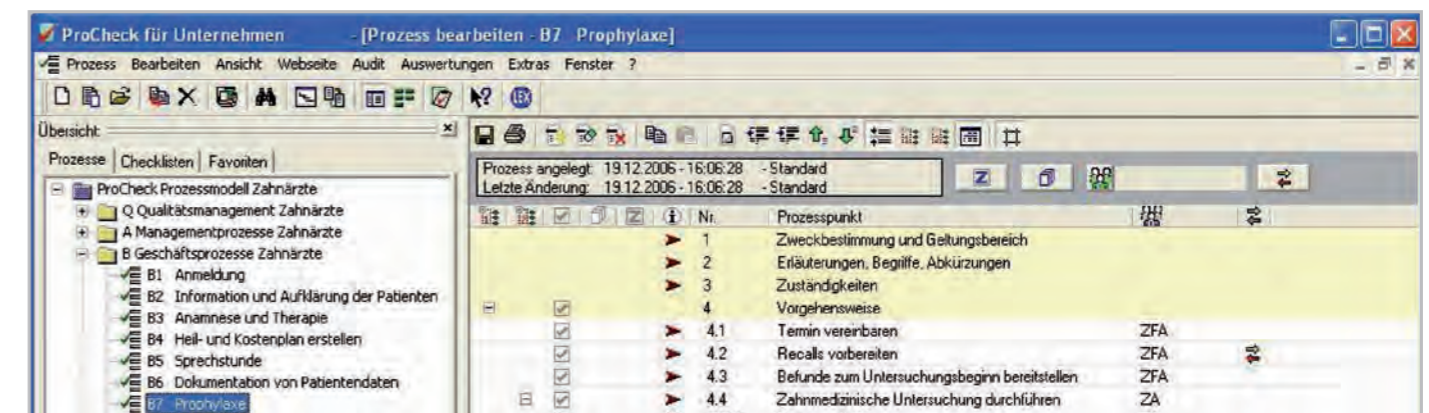 ProCheck für Unternehmen - [Prozess bearbeiten - B7 Prophylaxe]
Prozess Bearbeiten Ansicht Webseite Audit Auswertungen Extras Fenster ?
LEX
Übersicht:
Prozesse Checklisten Favoriten
ProCheck Prozessmodell Zahnärzte
Q Qualitätsmanagement Zahnärzte
A Managementprozesse Zahnärzte
B Geschäftsprozesse Zahnärzte
B1 Anmeldung
B2 Information und Aufklärung der Patienten
B3 Anamnese und Therapie
B4 Heil- und Kostenplan erstellen
B5 Sprechstunde
B6 Dokumentation von Patientendaten
B7 Prophylaxe
Prozess angelegt: 19.12.2006 - 16:06:28 - Standard
Letzte Änderung: 19.12.2006 - 16:06:28 - Standard
Z
Z Nr. Prozesspunkt
1 Zweckbestimmung und Geltungsbereich
2 Erläuterungen, Begriffe, Abkürzungen
3 Zuständigkeiten
4 Vorgehensweise
4.1 Termin vereinbaren ZFA
4.2 Recalls vorbereiten ZFA
4.3 Befunde zum Untersuchungsbeginn bereitstellen ZFA
4.4 Zahnmedizinische Untersuchung durchführen ZA